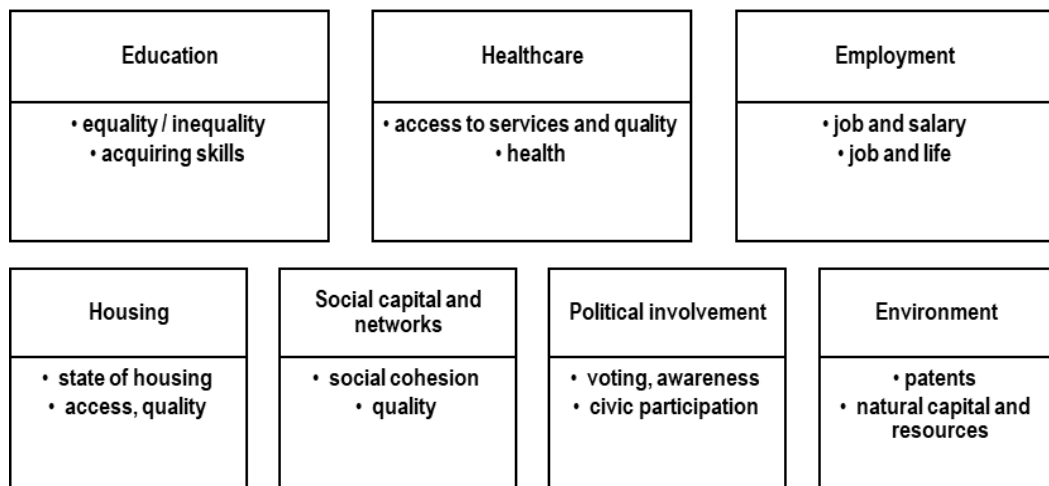 Education
• equality / inequality
• acquiring skills
Healthcare
• access to services and quality
• health
Employment
• job and salary
• job and life
Housing
• state of housing
• access, quality
Social capital and
networks
• social cohesion
• quality
Political involvement
• voting, awareness
• civic participation
Environment
• patents
• natural capital and
resources